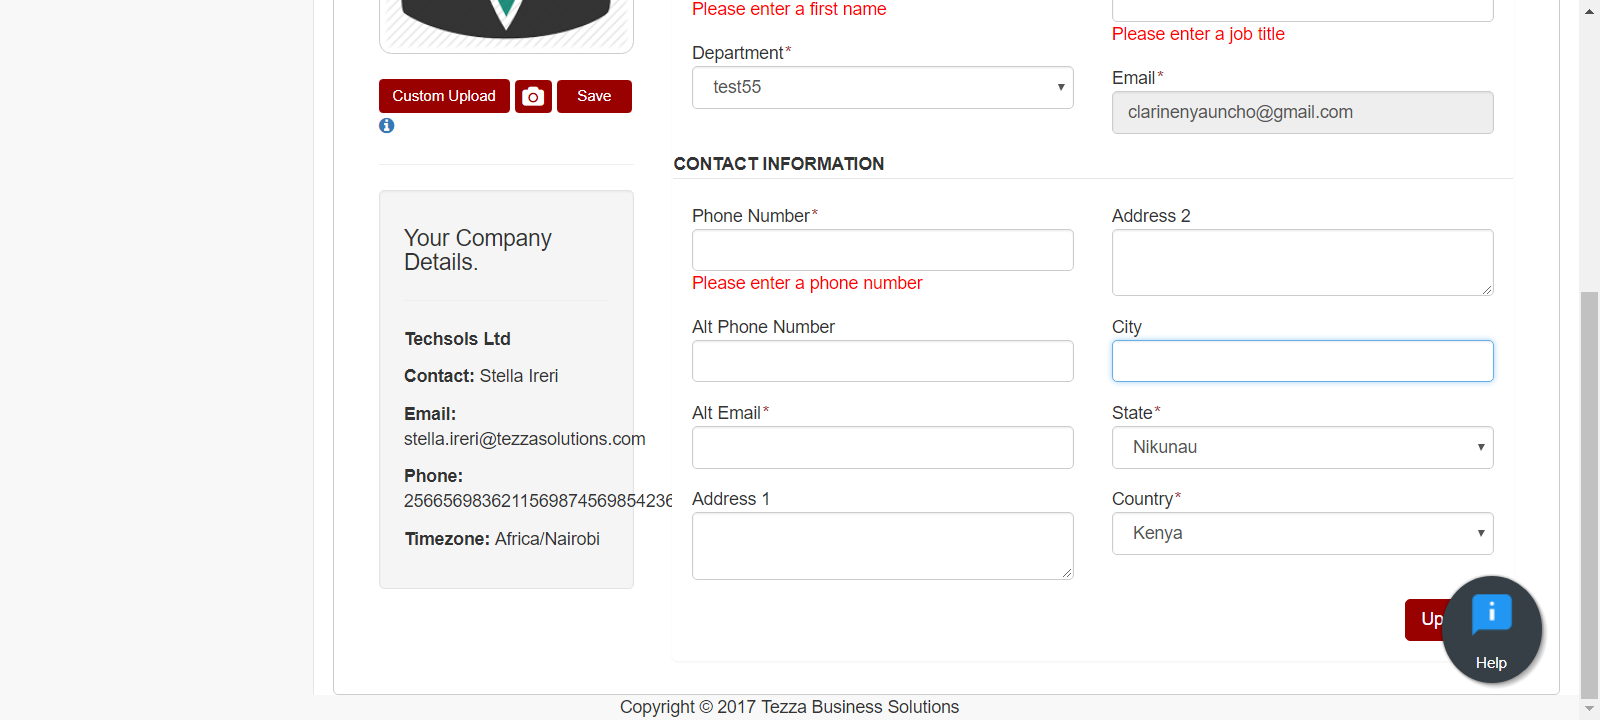 Custom Upload
Save
Your Company
Details.
Techsols Ltd
Contact: Stella Ireri
Email:
stella.ireri@tezzasolutions.com
Phone:
2566569836211569874569854236
Timezone: Africa/Nairobi
Please enter a first name
Please enter a job title
Department*
test55
Email*
clarinenyauncho@gmail.com
CONTACT INFORMATION
Phone Number*
Please enter a phone number
Address 2
Alt Phone Number
City
Alt Email*
State*
Nikunau
Address 1
Country*
Kenya
Up
Help
Copyright © 2017 Tezza Business Solutions